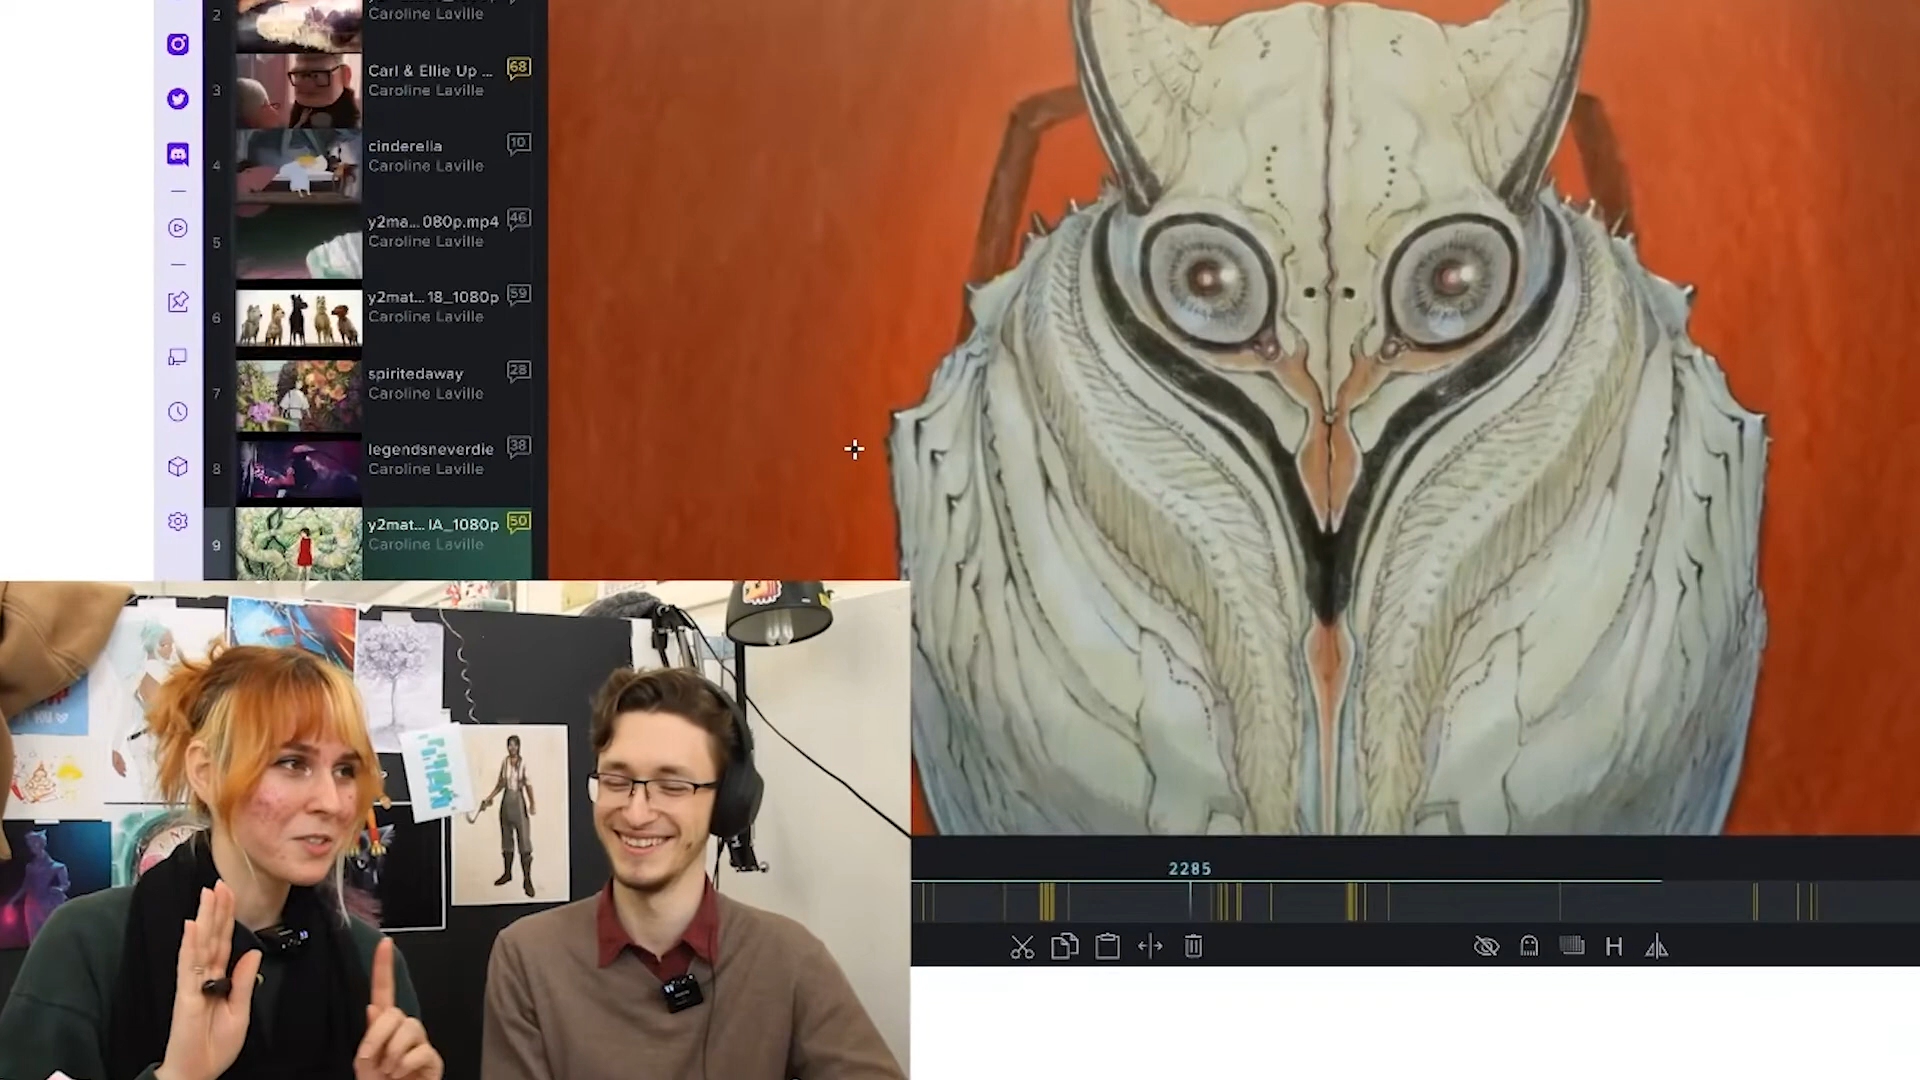 2
Caroline Laville
3
Carl & Ellie Up ...
68
Caroline Laville
4
cinderella
10
Caroline Laville
5
y2ma...080p.mp4
46
Caroline Laville
6
y2mat... 18_1080p
59
Caroline Laville
7
spiritedaway
28
Caroline Laville
8
legendsneverdie
38
Caroline Laville
9
y2mat... IA_1080p
50
Caroline Laville
2285
H